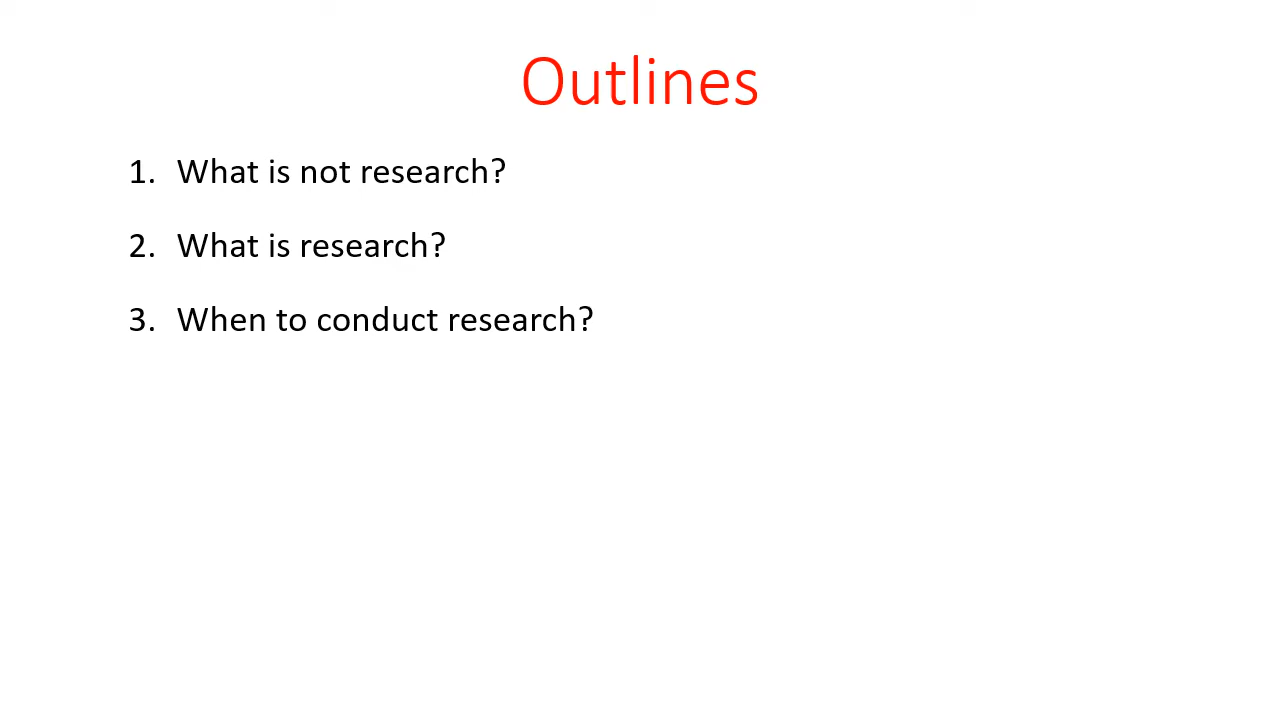 Outlines
1. What is not research?
2. What is research?
3. When to conduct research?